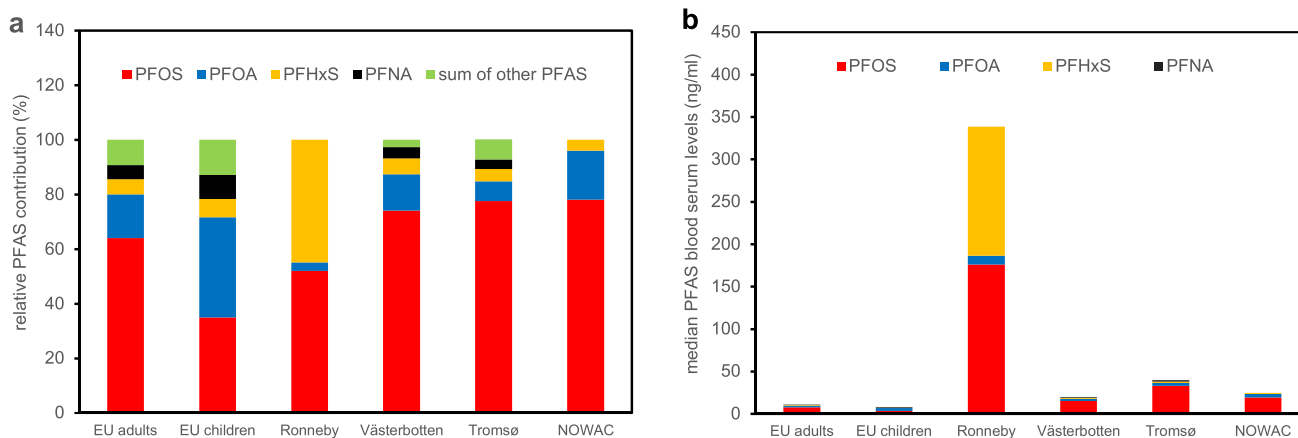 a
relative PFAS contribution (%)
140
120
100
80
60
40
20
0
PFOS PFOA PFHxS PFNA sum of other PFAS
EU adults EU children Ronneby Västerbotten Tromsø NOWAC
b
median PFAS blood serum levels (ng/ml)
450
400
350
300
250
200
150
100
50
0
PFOS PFOA PFHxS PFNA
EU adults EU children Ronneby Västerbotten Tromsø NOWAC